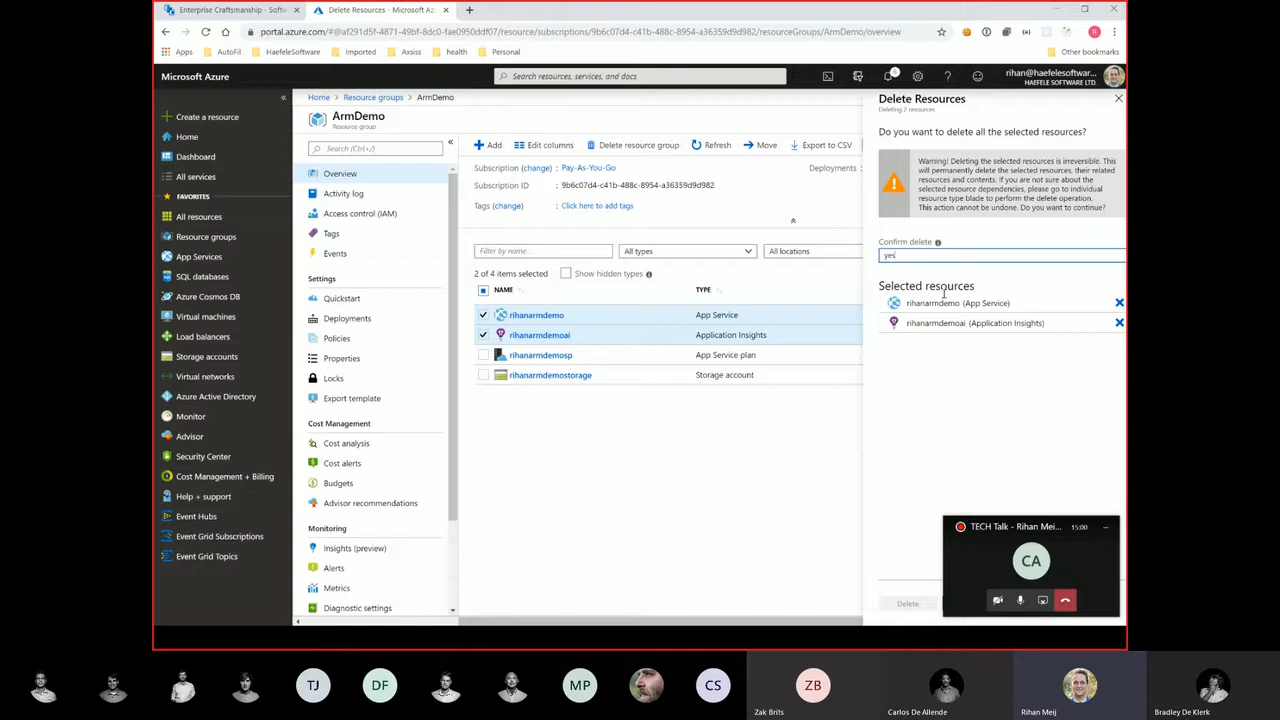 Enterprise Craftsmanship - Softw
Delete Resources - Microsoft Az
portal.azure.com/#@af291d5f-4871-49bf-8dc0-fae0950ddf07/resource/subscriptions/9b6c07d4-c41b-488c-8954-a36359d9d982/resourceGroups/ArmDemo/overview
Apps
AutoFil
HaefeleSoftware
Imported
Axsiss
health
Personal
Other bookmarks
Microsoft Azure
Search resources, services, and docs
rihan@haefelesoftwar...
HAEFELE SOFTWARE LTD.
Create a resource
Home
Dashboard
All services
FAVORITES
All resources
Resource groups
App Services
SQL databases
Azure Cosmos DB
Virtual machines
Load balancers
Storage accounts
Virtual networks
Azure Active Directory
Monitor
Advisor
Security Center
Cost Management + Billing
Help + support
Event Hubs
Event Grid Subscriptions
Event Grid Topics
Home
Resource groups
ArmDemo
ArmDemo
Resource group
Search (Ctrl+/)
Overview
Activity log
Access control (IAM)
Tags
Events
Settings
Quickstart
Deployments
Policies
Properties
Locks
Export template
Cost Management
Cost analysis
Cost alerts
Budgets
Advisor recommendations
Monitoring
Insights (preview)
Alerts
Metrics
Diagnostic settings
Add
Edit columns
Delete resource group
Refresh
Move
Export to CSV
Subscription (change) : Pay-As-You-Go
Deployments :
Subscription ID : 9b6c07d4-c41b-488c-8954-a36359d9d982
Tags (change) : Click here to add tags
Filter by name...
All types
All locations
2 of 4 items selected
Show hidden types
NAME
TYPE
rihanarmdemo App Service
rihanarmdemoai Application Insights
rihanarmdemosp App Service plan
rihanarmdemostorage Storage account
Delete Resources
Deleting 2 resources
Do you want to delete all the selected resources?
Warning! Deleting the selected resources is irreversible. This
will permanently delete the selected resources, their related
resources and contents. If you are not sure about the
selected resource dependencies, please go to individual
resource type blade to perform the delete operation.
This action cannot be undone. Do you want to continue?
Confirm delete
yes
Selected resources
rihanarmdemo (App Service)
rihanarmdemoai (Application Insights)
Delete
TECH Talk - Rihan Mei...
15:00
CA
TJ
DF
MP
CS
ZB
Zak Brits
Carlos De Allende
Rihan Meij
Bradley De Klerk